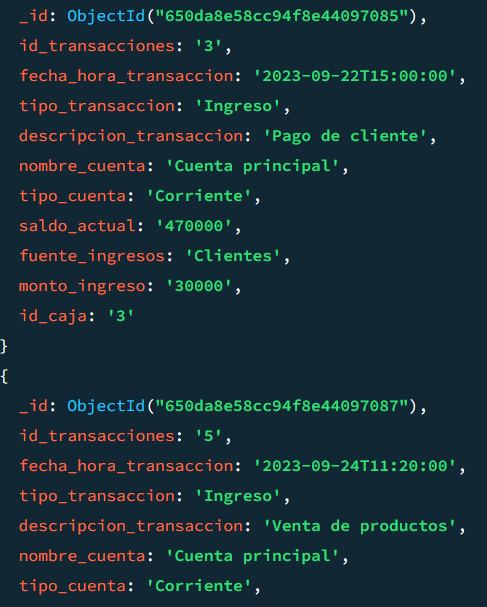 _id: ObjectId("650da8e58cc94f8e44097085"),
id_transacciones: '3',
fecha_hora_transaccion: '2023-09-22T15:00:00',
tipo_transaccion: 'Ingreso',
descripcion_transaccion: 'Pago de cliente',
nombre_cuenta: 'Cuenta principal',
tipo_cuenta: 'Corriente',
saldo_actual: '470000',
fuente_ingresos: 'Clientes',
monto_ingreso: '30000',
id_caja: '3'
}
{
_id: ObjectId("650da8e58cc94f8e44097087"),
id_transacciones: '5',
fecha_hora_transaccion: '2023-09-24T11:20:00',
tipo_transaccion: 'Ingreso',
descripcion_transaccion: 'Venta de productos',
nombre_cuenta: 'Cuenta principal',
tipo_cuenta: 'Corriente',